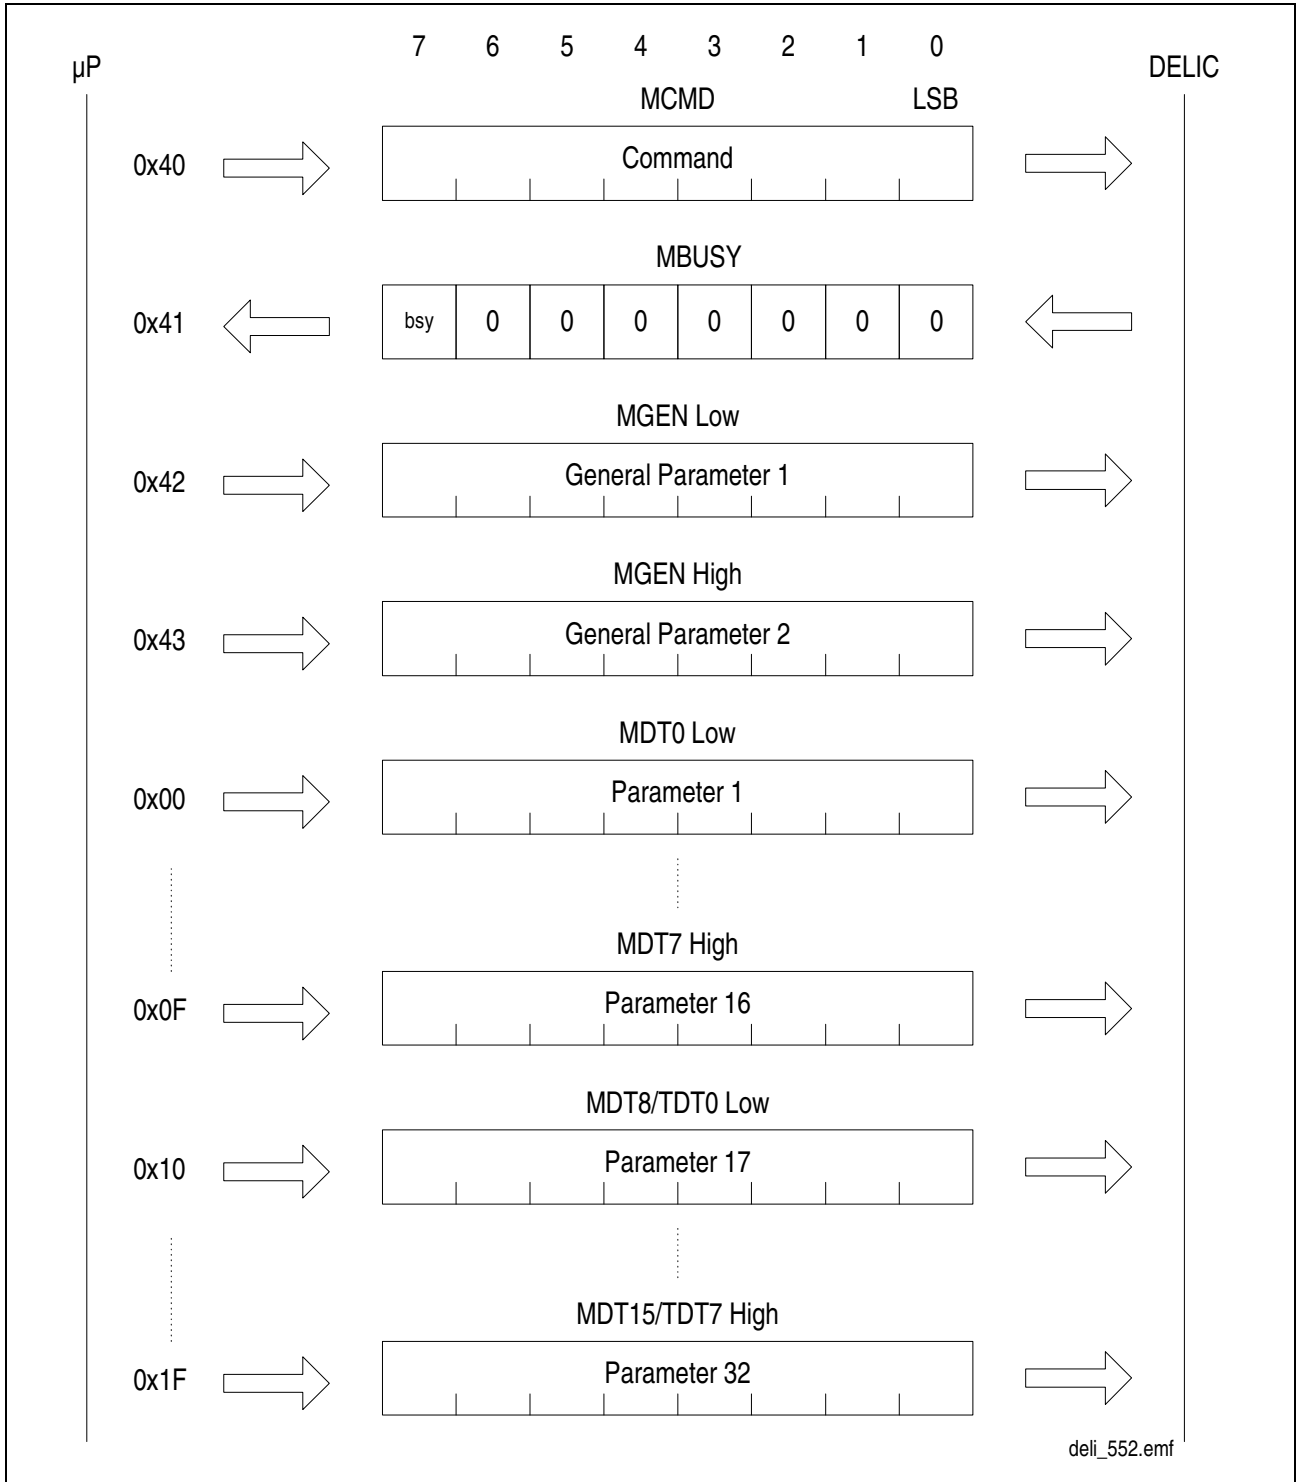 7 6 5 4 3 2 1 0
µP DELIC
MCMD LSB
0x40 Command
MBUSY
0x41 bsy 0 0 0 0 0 0 0
MGEN Low
0x42 General Parameter 1
MGEN High
0x43 General Parameter 2
MDT0 Low
0x00 Parameter 1
MDT7 High
0x0F Parameter 16
MDT8/TDT0 Low
0x10 Parameter 17
MDT15/TDT7 High
0x1F Parameter 32
deli_552.emf